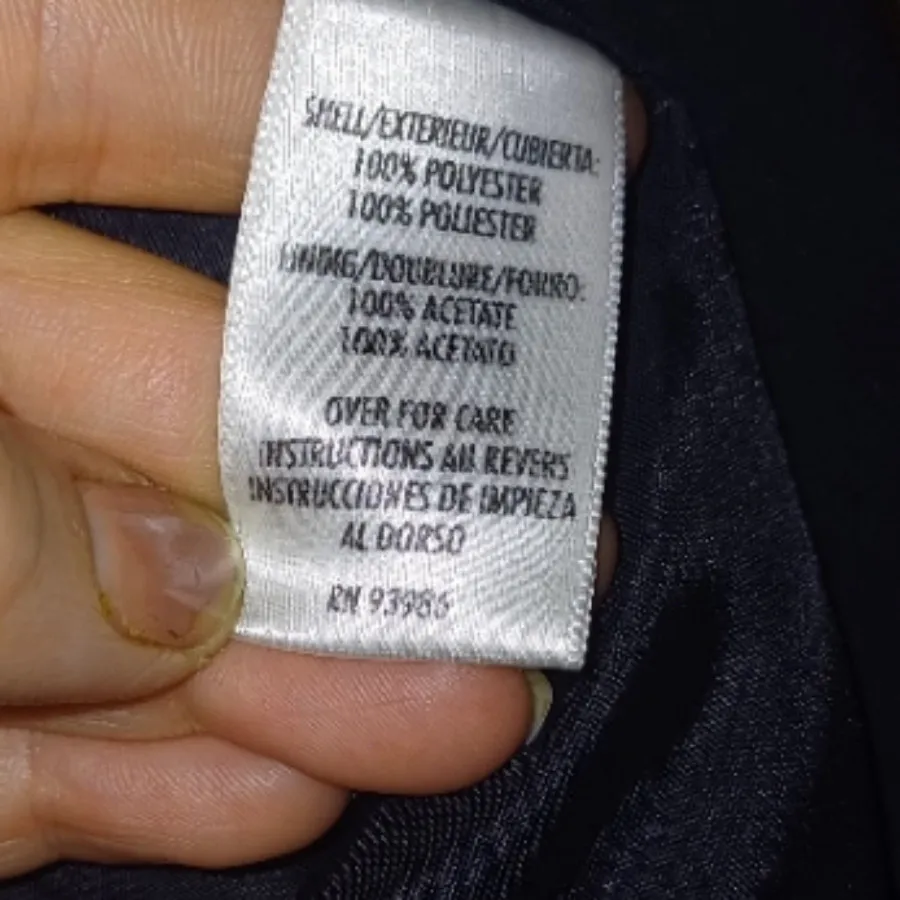 SHELL/EXTERIEUR/CUBIERTA:
100% POLYESTER
100% POLIESTER
LINING/DOUBLURE/FORRO:
100% ACETATE
100% ACETATO
OVER FOR CARE
INSTRUCTIONS AU REVERS
INSTRUCCIONES DE IMPIEZA
AL DORSO
RN 93986